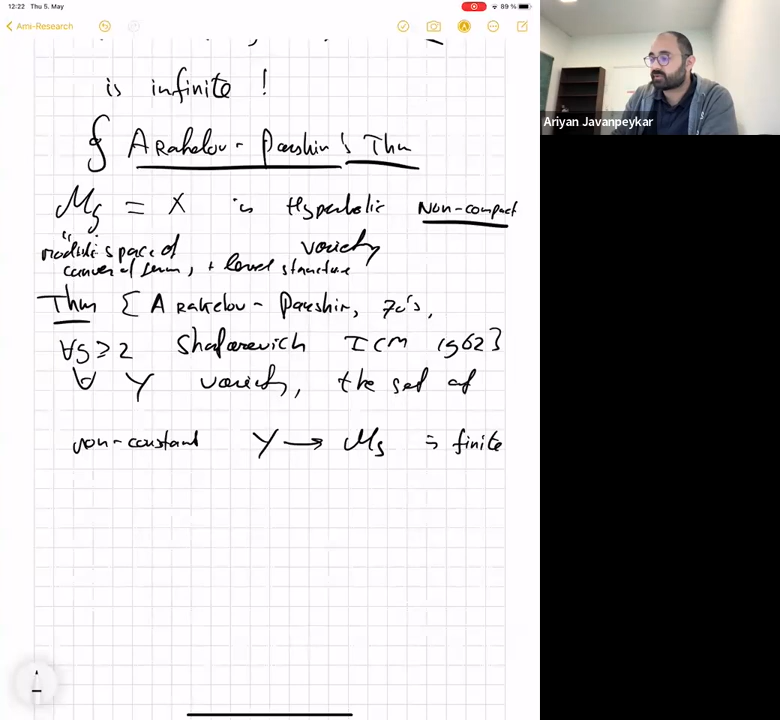 12:22 Thu 5. May
89 %
Ami-Research
is infinite !
§ Arakelov - Parshin's Thm
Mg = X is Hyperbolic Non-compact
variety
moduli space of
curves of genus g + level structure
Thm [Arakelov - Parshin, 70's,
∀g ≥ 2 Shafarevich ICM 1962]
∀ Y variety, the set of
non-constant Y → Mg is finite
Ariyan Javanpeykar